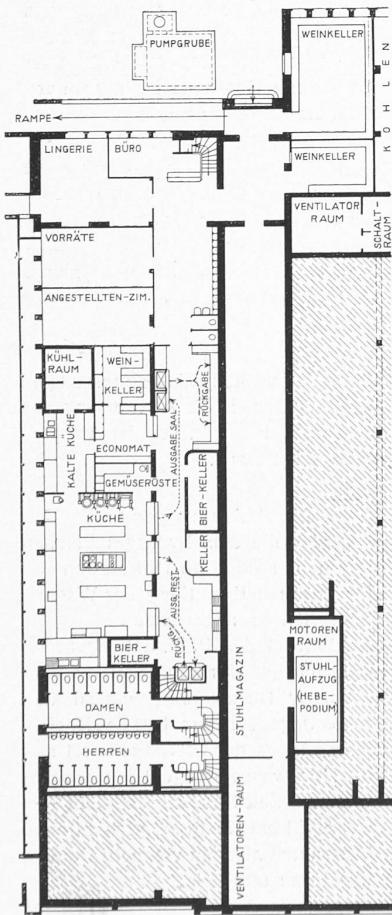 PUMPGRUBE
WEINKELLER
KOHLEN
RAMPE
LINGERIE
BÜRO
WEINKELLER
VENTILATOR
RAUM
SCHALT-
RAUM
VORRÄTE
ANGESTELLTEN-ZIM.
KÜHL-
RAUM
WEIN-
KELLER
RÜCKGABE
AUSGABE SAAL
KALTE KÜCHE
ECONOMAT
GEMÜSERÜSTE
BIER-KELLER
KÜCHE
KELLER
AUSG. REST.
RÜCKG.
BIER-
KELLER
MOTOREN
RAUM
STUHL-
AUFZUG
(HEBE-
PODIUM)
STUHLMAGAZIN
DAMEN
HERREN
VENTILATOREN-RAUM